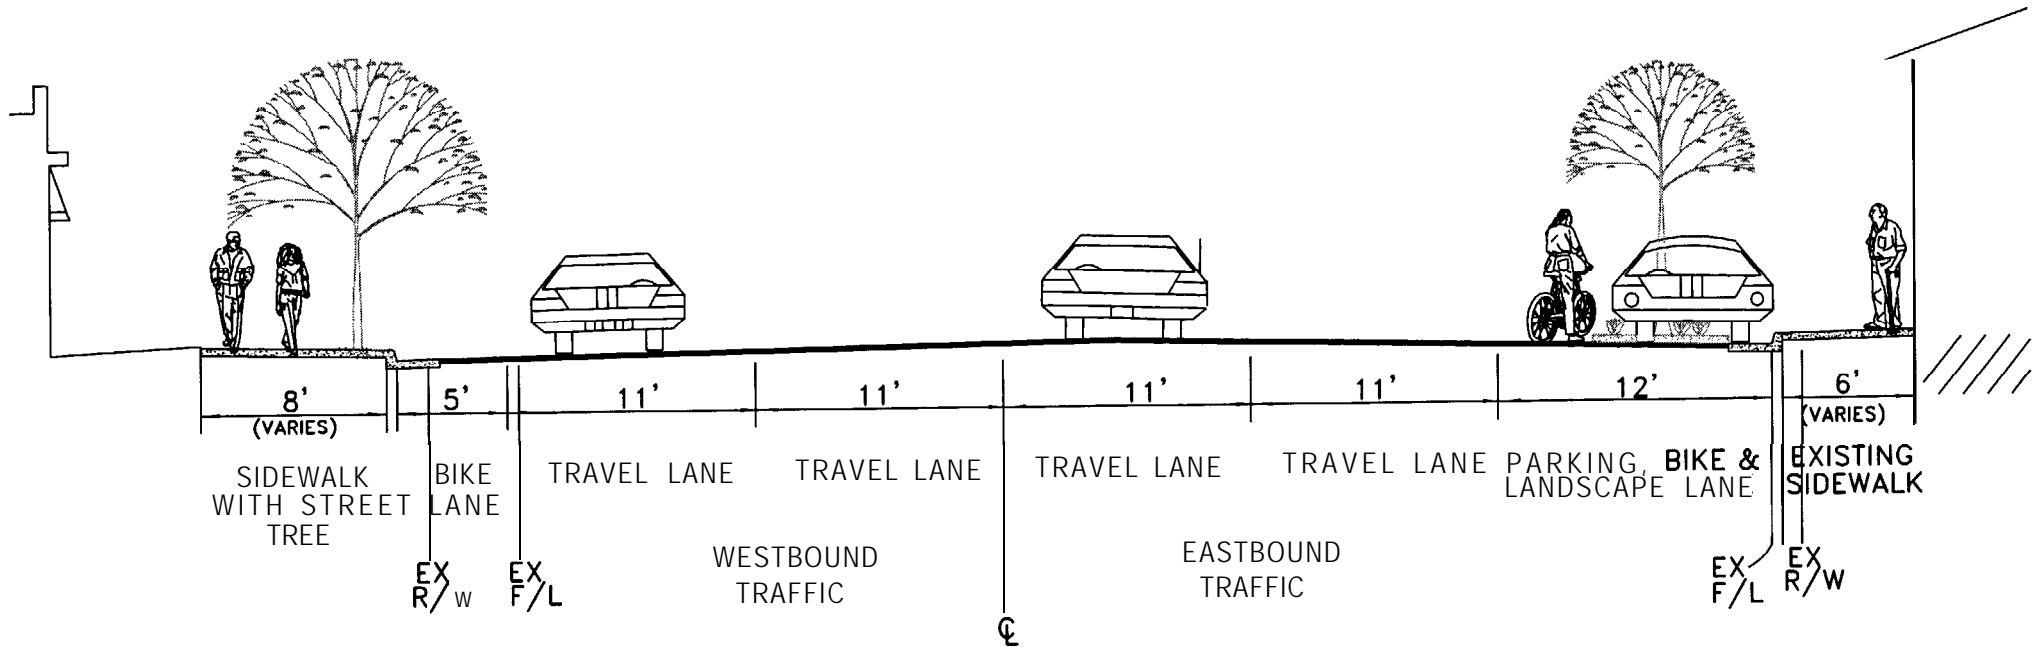 8' 5' 11' 11' 11' 11' 12' 6'
(VARIES) (VARIES)
SIDEWALK
WITH STREET
TREE
BIKE
LANE
TRAVEL LANE
TRAVEL LANE
TRAVEL LANE
TRAVEL LANE
PARKING, BIKE &
LANDSCAPE LANE
EXISTING
SIDEWALK
WESTBOUND
TRAFFIC
EASTBOUND
TRAFFIC
EX
R/W
EX
F/L
EX
F/L
EX
R/W
℄